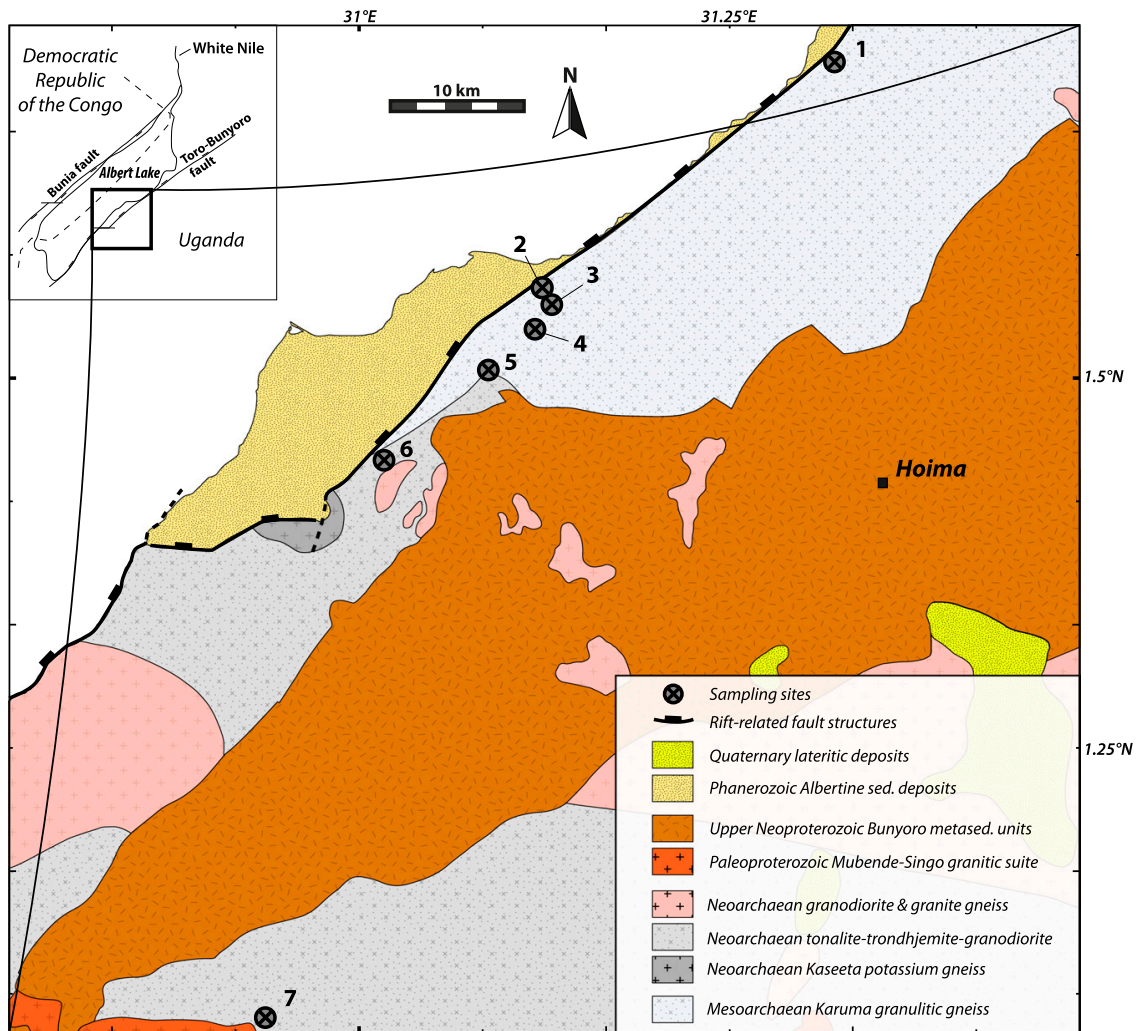 31°E
31.25°E
Democratic
Republic
of the Congo
White Nile
Bunia fault
Albert Lake
Toro-Bunyoro
fault
Uganda
10 km
N
1
2
3
4
5
1.5°N
6
Hoima
1.25°N
7
Sampling sites
Rift-related fault structures
Quaternary lateritic deposits
Phanerozoic Albertine sed. deposits
Upper Neoproterozoic Bunyoro metased. units
Paleoproterozoic Mubende-Singo granitic suite
Neoarchaean granodiorite & granite gneiss
Neoarchaean tonalite-trondhjemite-granodiorite
Neoarchaean Kaseeta potassium gneiss
Mesoarchaean Karuma granulitic gneiss